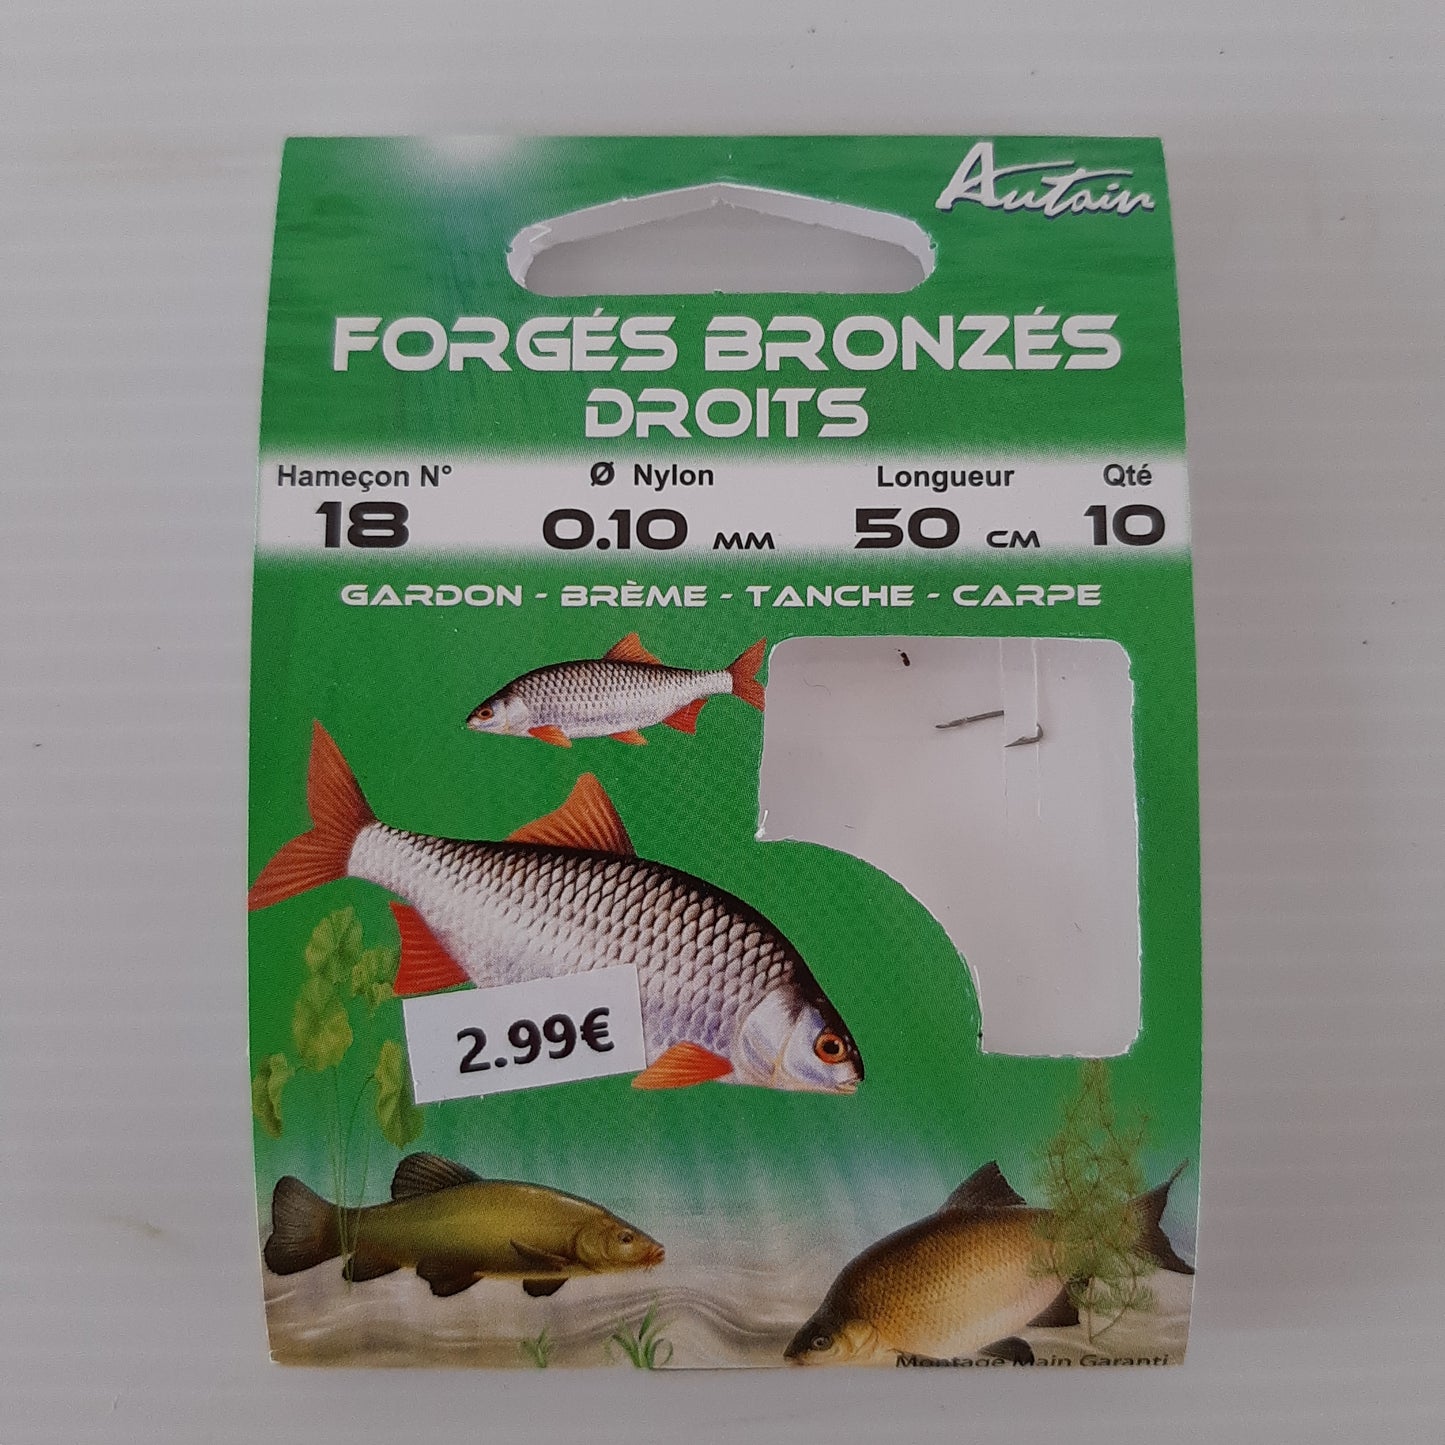 Autain
FORGÉS BRONZÉS
DROITS
Hameçon N° Ø Nylon Longueur Qté
18 0.10 MM 50 CM 10
GARDON - BRÈME - TANCHE - CARPE
2.99€
Montage Main Garanti